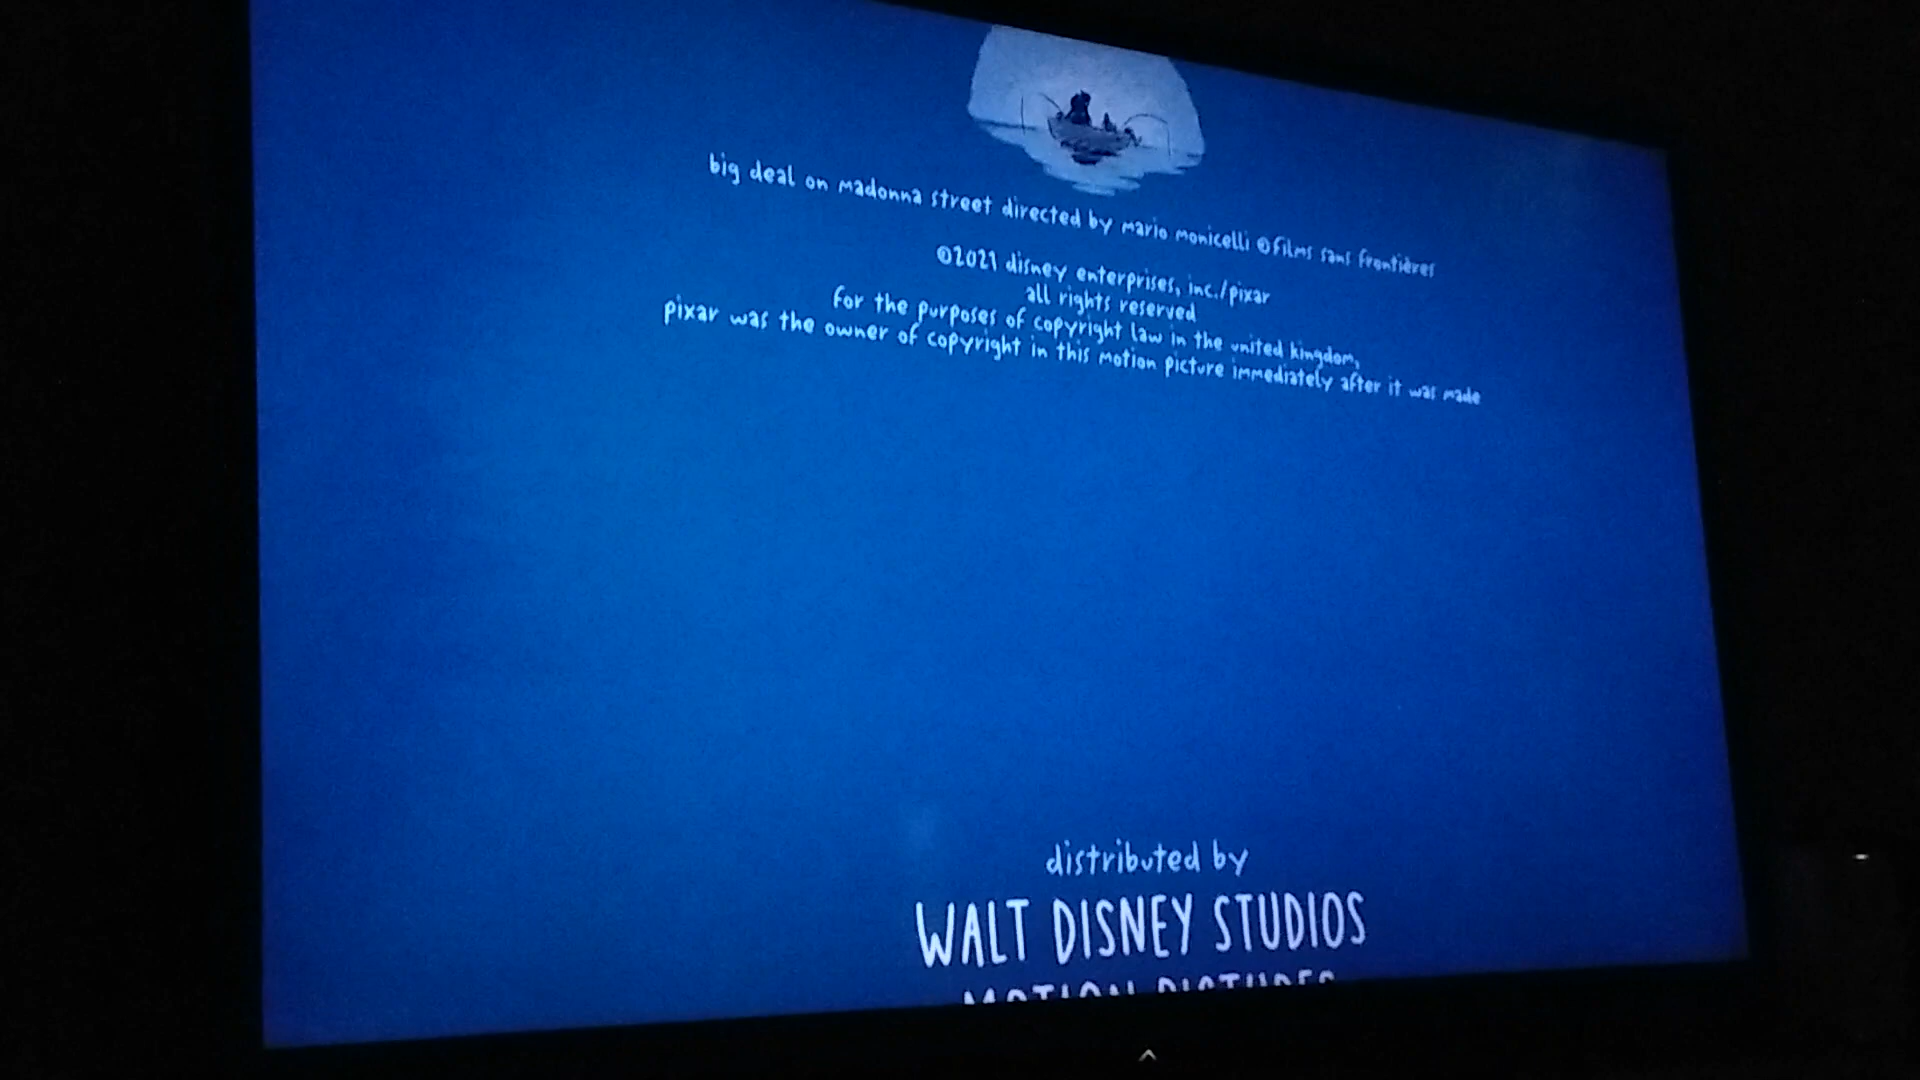 big deal on madonna street directed by mario monicelli ©films sans frontières
©2021 disney enterprises, inc./pixar
all rights reserved
for the purposes of copyright law in the united kingdom,
pixar was the owner of copyright in this motion picture immediately after it was made
distributed by
WALT DISNEY STUDIOS
MOTION PICTURES